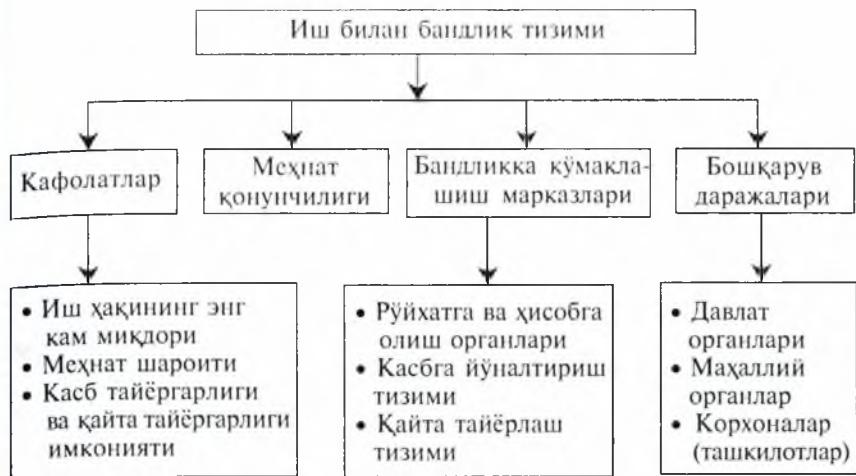 Иш билан бандлик тизими
Кафолатлар
Меҳнат
қонунчилиги
Бандликка кўмакла-
шиш марказлари
Бошқарув
даражалари
• Иш ҳақининг энг
кам миқдори
• Меҳнат шароити
• Касб тайёргарлиги
ва қайта тайёргарлиги
имконияти
• Рўйхатга ва ҳисобга
олиш органлари
• Касбга йўналтириш
тизими
• Қайта тайёрлаш
тизими
• Давлат
органлари
• Маҳаллий
органлар
• Корхоналар
(ташкилотлар)